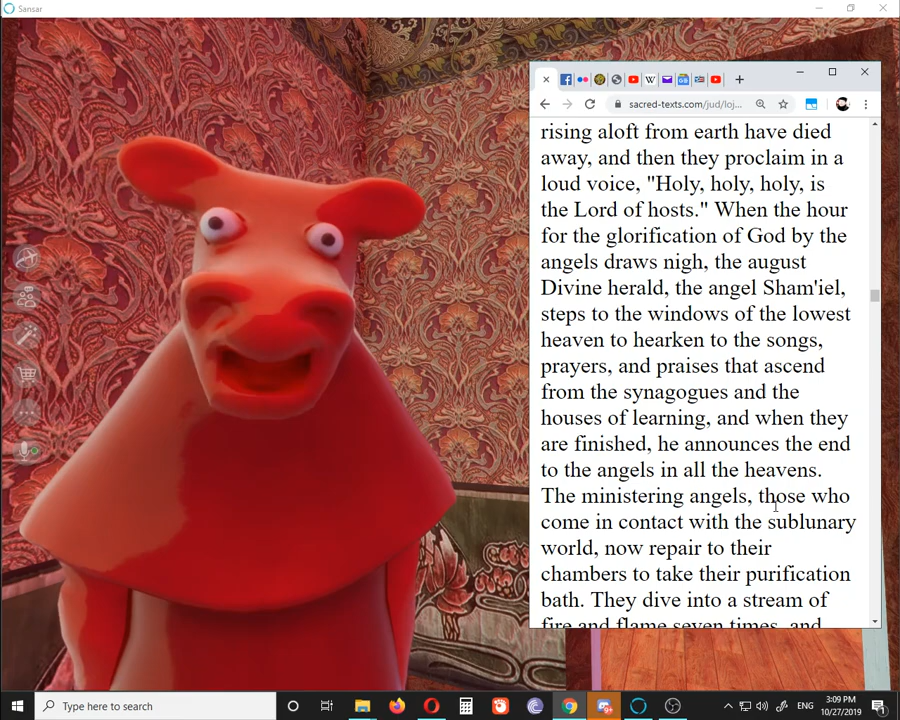 Sansar
sacred-texts.com/jud/loj...
rising aloft from earth have died
away, and then they proclaim in a
loud voice, "Holy, holy, holy, is
the Lord of hosts." When the hour
for the glorification of God by the
angels draws nigh, the august
Divine herald, the angel Sham'iel,
steps to the windows of the lowest
heaven to hearken to the songs,
prayers, and praises that ascend
from the synagogues and the
houses of learning, and when they
are finished, he announces the end
to the angels in all the heavens.
The ministering angels, those who
come in contact with the sublunary
world, now repair to their
chambers to take their purification
bath. They dive into a stream of
fire and flame seven times, and
Type here to search
ENG
3:09 PM
10/27/2019